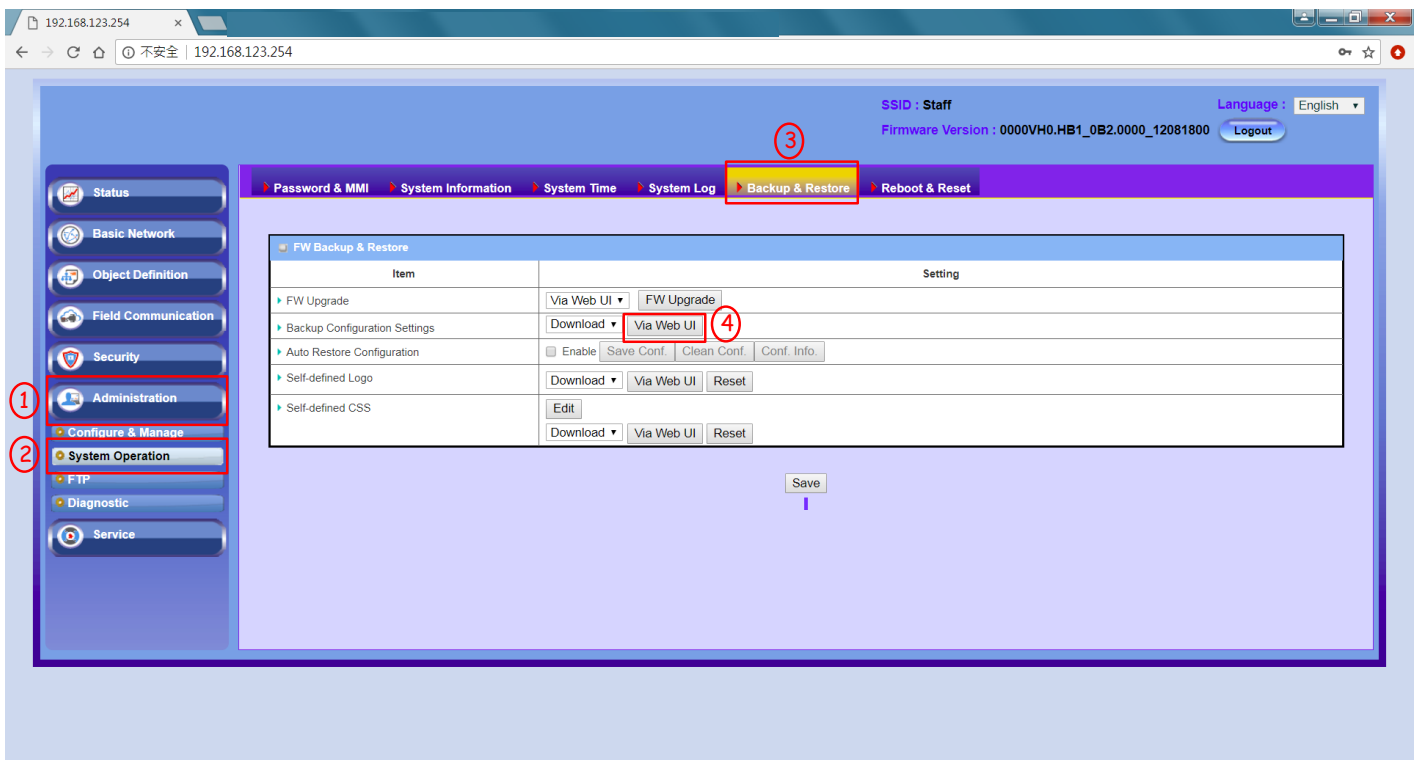 192.168.123.254 ×
不安全 | 192.168.123.254
SSID : Staff
Language : English
Firmware Version : 0000VH0.HB1_0B2.0000_12081800 Logout
3
Password & MMI System Information System Time System Log Backup & Restore Reboot & Reset
Status
Basic Network
Object Definition
Field Communication
Security
1 Administration
Configure & Manage
2 System Operation
FTP
Diagnostic
Service
FW Backup & Restore
Item Setting
FW Upgrade Via Web UI FW Upgrade
Backup Configuration Settings Download Via Web UI 4
Auto Restore Configuration Enable Save Conf. Clean Conf. Conf. Info.
Self-defined Logo Download Via Web UI Reset
Self-defined CSS Edit
Download Via Web UI Reset
Save